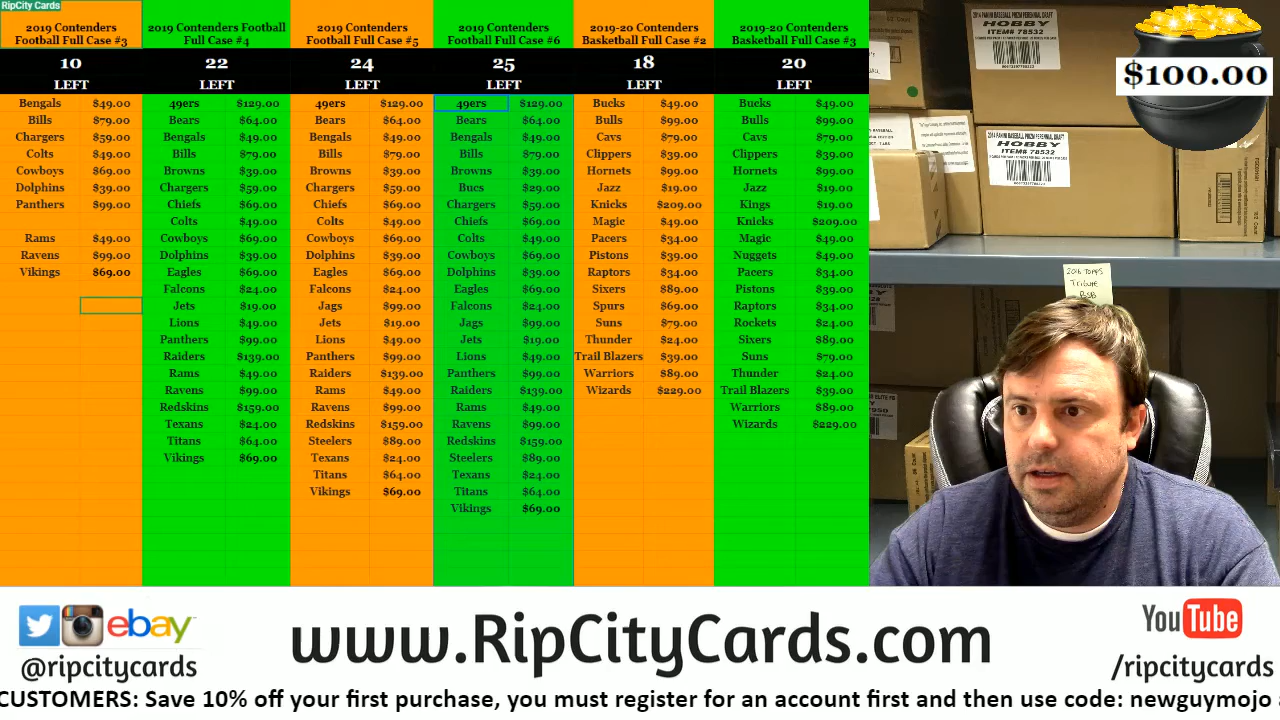 RipCity Cards
2019 Contenders Football Full Case #3
10
LEFT
Bengals $49.00
Bills $79.00
Chargers $59.00
Colts $49.00
Cowboys $69.00
Dolphins $39.00
Panthers $99.00
Rams $49.00
Ravens $99.00
Vikings $69.00
2019 Contenders Football Full Case #4
22
LEFT
49ers $129.00
Bears $64.00
Bengals $49.00
Bills $79.00
Browns $39.00
Chargers $59.00
Chiefs $69.00
Colts $49.00
Cowboys $69.00
Dolphins $39.00
Eagles $69.00
Falcons $24.00
Jets $19.00
Lions $49.00
Panthers $99.00
Raiders $139.00
Rams $49.00
Ravens $99.00
Redskins $159.00
Texans $24.00
Titans $64.00
Vikings $69.00
2019 Contenders Football Full Case #5
24
LEFT
49ers $129.00
Bears $64.00
Bengals $49.00
Bills $79.00
Browns $39.00
Chargers $59.00
Chiefs $69.00
Colts $49.00
Cowboys $69.00
Dolphins $39.00
Eagles $69.00
Falcons $24.00
Jags $99.00
Jets $19.00
Lions $49.00
Panthers $99.00
Raiders $139.00
Rams $49.00
Ravens $99.00
Redskins $159.00
Steelers $89.00
Texans $24.00
Titans $64.00
Vikings $69.00
2019 Contenders Football Full Case #6
25
LEFT
49ers $129.00
Bears $64.00
Bengals $49.00
Bills $79.00
Browns $39.00
Bucs $29.00
Chargers $59.00
Chiefs $69.00
Colts $49.00
Cowboys $69.00
Dolphins $39.00
Eagles $69.00
Falcons $24.00
Jags $99.00
Jets $19.00
Lions $49.00
Panthers $99.00
Raiders $139.00
Rams $49.00
Ravens $99.00
Redskins $159.00
Steelers $89.00
Texans $24.00
Titans $64.00
Vikings $69.00
2019-20 Contenders Basketball Full Case #2
18
LEFT
Bucks $49.00
Bulls $99.00
Cavs $79.00
Clippers $39.00
Hornets $99.00
Jazz $19.00
Knicks $209.00
Magic $49.00
Pacers $34.00
Pistons $39.00
Raptors $34.00
Sixers $89.00
Spurs $69.00
Suns $79.00
Thunder $24.00
Trail Blazers $39.00
Warriors $89.00
Wizards $229.00
2019-20 Contenders Basketball Full Case #3
20
LEFT
Bucks $49.00
Bulls $99.00
Cavs $79.00
Clippers $39.00
Hornets $99.00
Jazz $19.00
Kings $19.00
Knicks $209.00
Magic $49.00
Nuggets $49.00
Pacers $34.00
Pistons $39.00
Raptors $34.00
Rockets $24.00
Sixers $89.00
Suns $79.00
Thunder $24.00
Trail Blazers $39.00
Warriors $89.00
Wizards $229.00
2014 PANINI BASEBALL PRIZM PERENNIAL DRAFT
HOBBY
ITEM# 78532
2014 PANINI BASEBALL PRIZM PERENNIAL DRAFT
HOBBY
ITEM# 78532
$100.00
2016 TOPPS
Tribute
BSB
ebay
@ripcitycards
www.RipCityCards.com
YouTube
/ripcitycards
CUSTOMERS: Save 10% off your first purchase, you must register for an account first and then use code: newguymojo